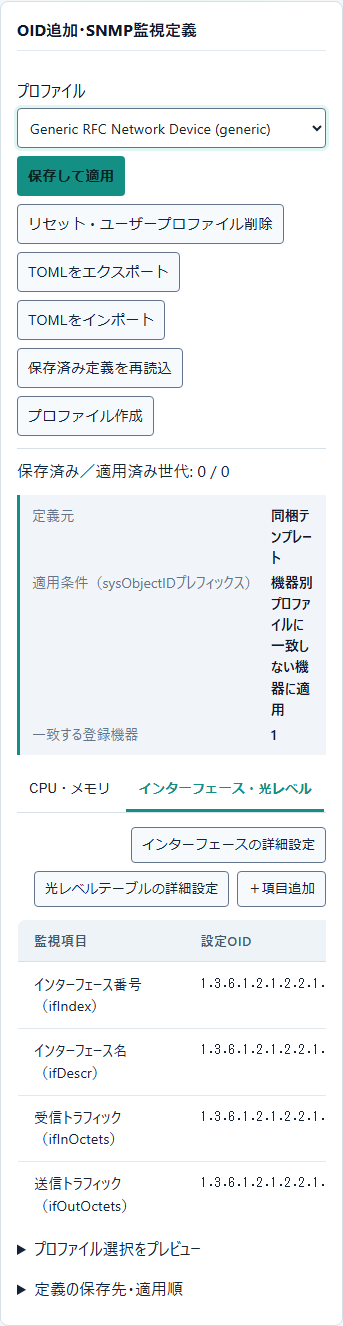 OID追加･SNMP監視定義
プロファイル
Generic RFC Network Device (generic)
保存して適用
リセット・ユーザープロファイル削除
TOMLをエクスポート
TOMLをインポート
保存済み定義を再読込
プロファイル作成
保存済み／適用済み世代: 0 / 0
定義元
同梱テ
ンプレー
ト
適用条件（sysObjectIDプレフィックス）
機器別
プロファ
イルに
一致し
ない機
器に適
用
一致する登録機器
1
CPU・メモリ
インターフェース・光レベル
インターフェースの詳細設定
光レベルテーブルの詳細設定
＋項目追加
監視項目
設定OID
インターフェース番号
（ifIndex）
1.3.6.1.2.1.2.2.1.
インターフェース名
（ifDescr）
1.3.6.1.2.1.2.2.1.
受信トラフィック
（ifInOctets）
1.3.6.1.2.1.2.2.1.
送信トラフィック
（ifOutOctets）
1.3.6.1.2.1.2.2.1.
プロファイル選択をプレビュー
定義の保存先･適用順